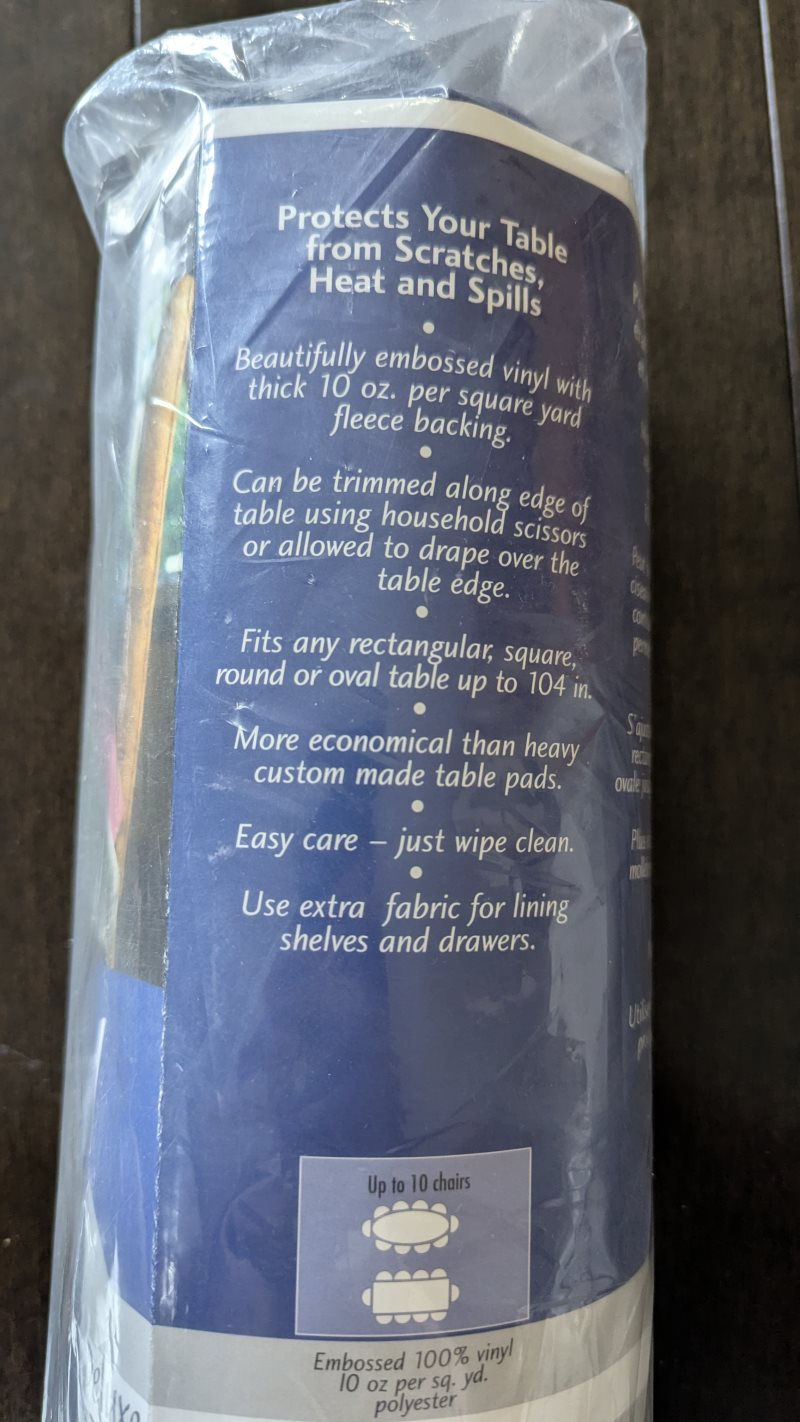 Protects Your Table
from Scratches,
Heat and Spills
•
Beautifully embossed vinyl with
thick 10 oz. per square yard
fleece backing.
•
Can be trimmed along edge of
table using household scissors
or allowed to drape over the
table edge.
•
Fits any rectangular, square,
round or oval table up to 104 in.
•
More economical than heavy
custom made table pads.
•
Easy care – just wipe clean.
•
Use extra fabric for lining
shelves and drawers.
Up to 10 chairs
Embossed 100% vinyl
10 oz per sq. yd.
polyester